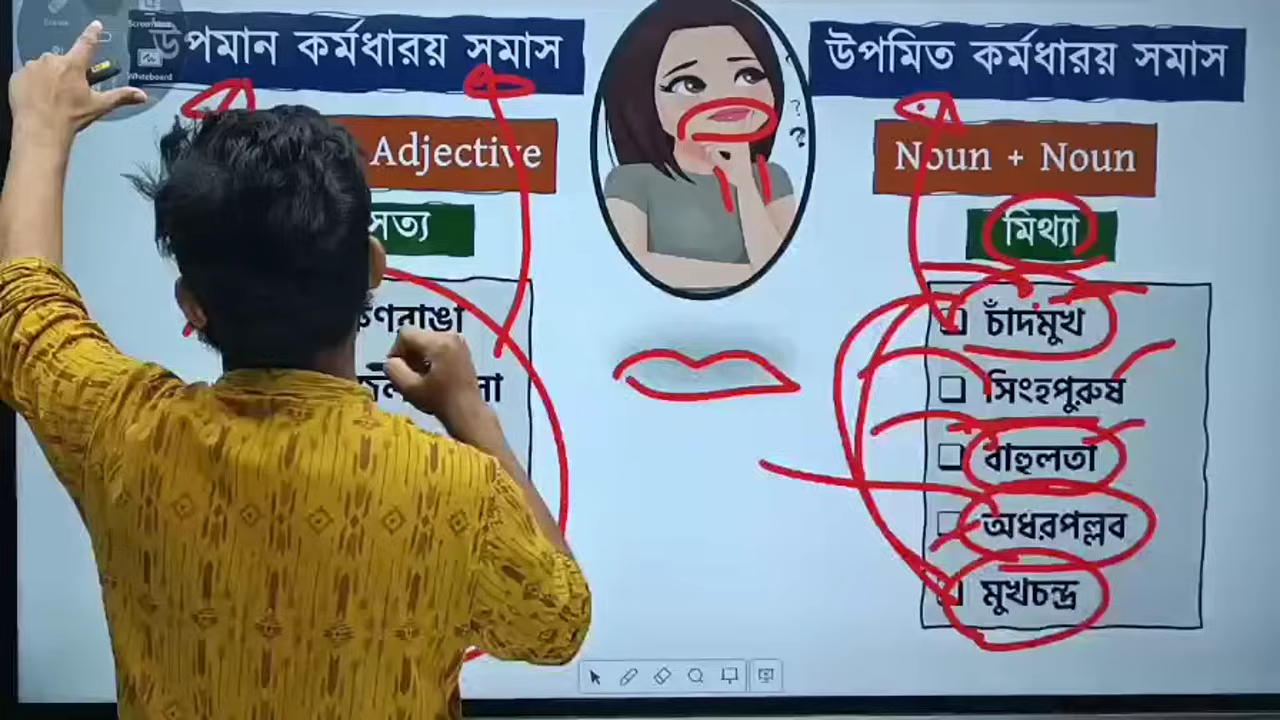 উপমান কর্মধারয় সমাস
উপমিত কর্মধারয় সমাস
Adjective
Noun + Noun
সত্য
মিথ্যা
চাঁদমুখ
সিংহপুরুষ
বাহুলতা
অধরপল্লব
মুখচন্দ্র
Whiteboard